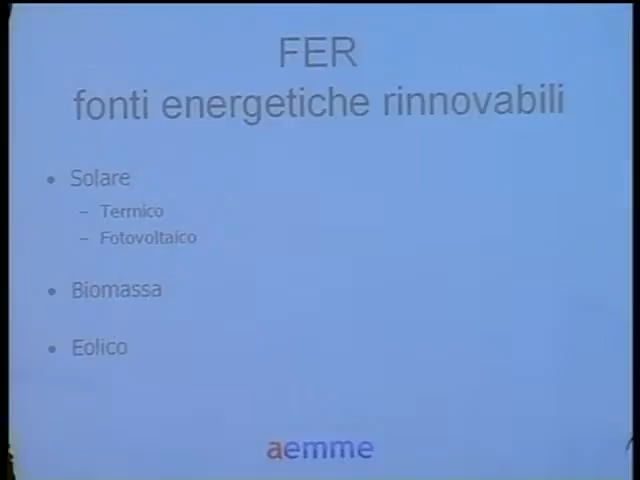 FER
fonti energetiche rinnovabili
• Solare
– Termico
– Fotovoltaico
• Biomassa
• Eolico
aemme